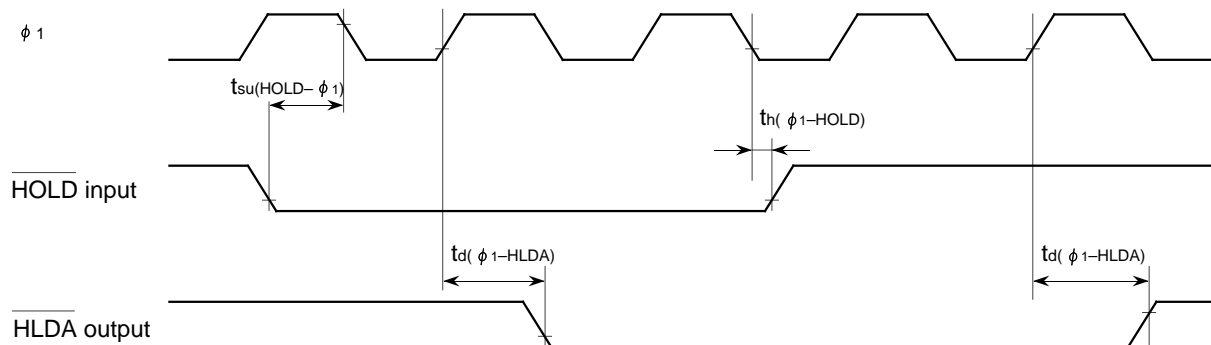 ϕ 1
tsu(HOLD– ϕ 1)
th( ϕ 1–HOLD)
HOLD input
td( ϕ 1–HLDA)
td( ϕ 1–HLDA)
HLDA output